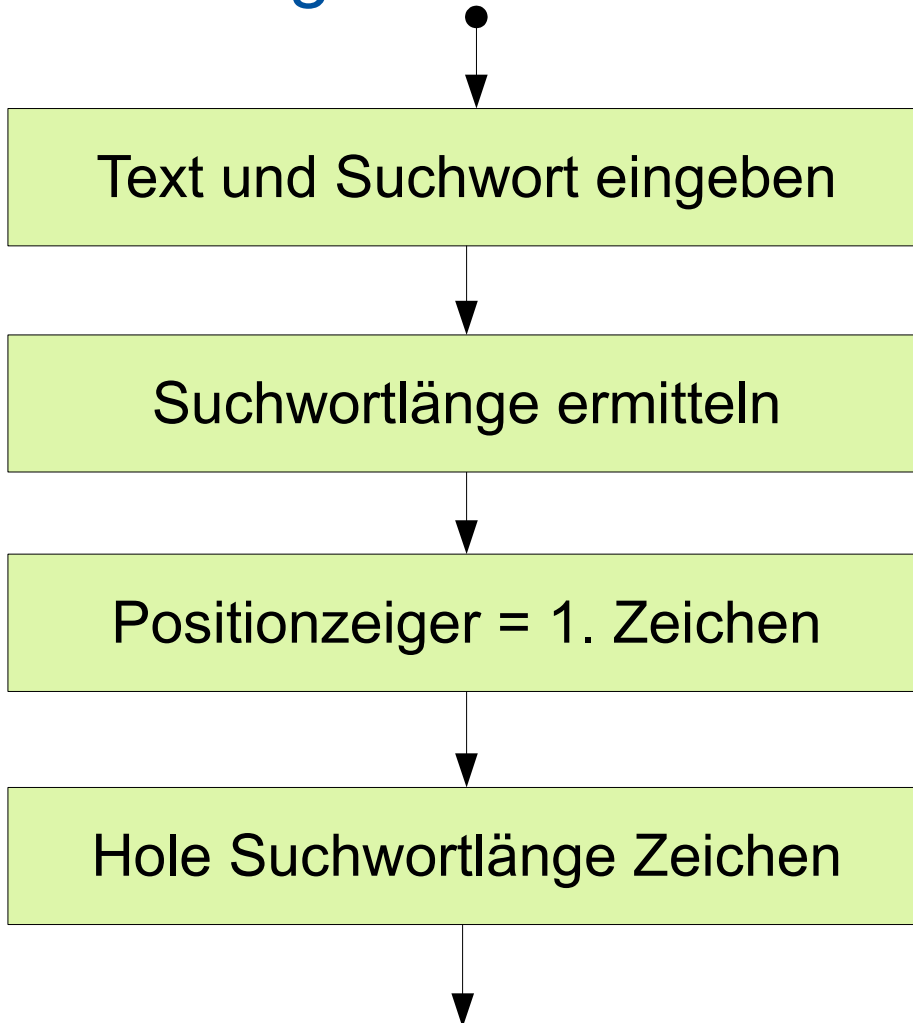 Text und Suchwort eingeben
Suchwortlänge ermitteln
Positionzeiger = 1. Zeichen
Hole Suchwortlänge Zeichen